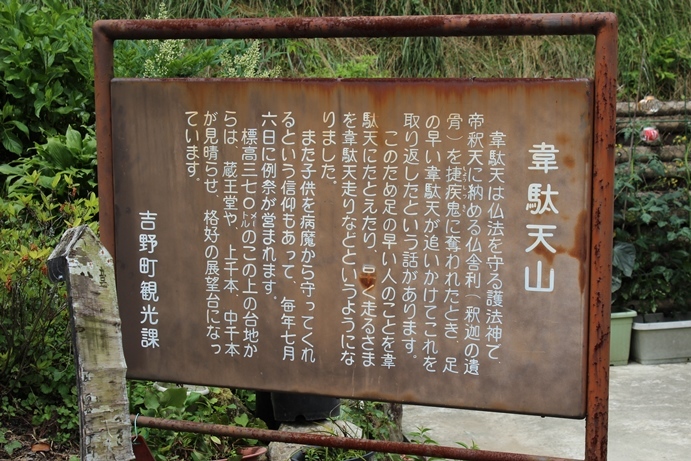 韋駄天山
韋駄天は仏法を守る護法神で
帝釈天に納める仏舎利（釈迦の遺
骨）を捷疾鬼に奪われたとき、足
の早い韋駄天が追いかけてこれを
取り返したという話があります。
このため足の早い人のことを韋
駄天にたとえたり、早く走るさま
を韋駄天走りなどというようにな
りました。
また子供を病魔から守ってくれ
るという信仰もあって、毎年七月
六日に例祭が営まれます。
標高三七〇メートルのこの上の台地か
らは、蔵王堂や、上千本、中千本
が見晴らせ、格好の展望台になっ
ています。
吉野町観光課